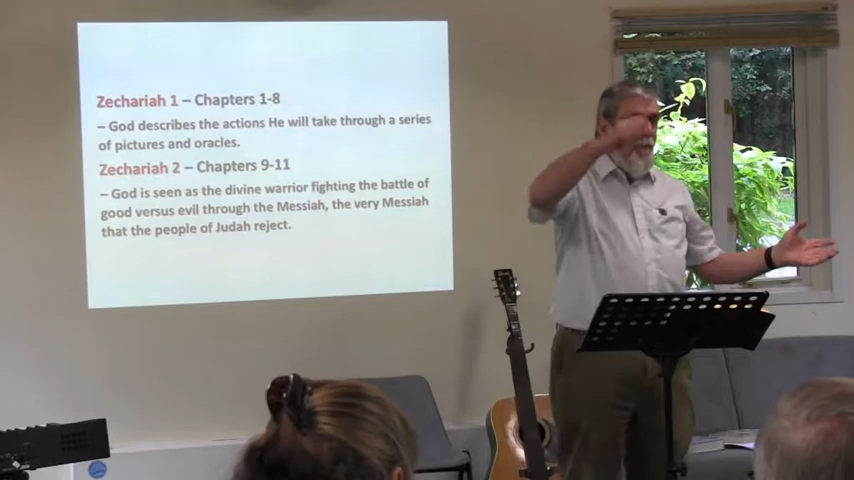 Zechariah 1 – Chapters 1-8
– God describes the actions He will take through a series
of pictures and oracles.
Zechariah 2 – Chapters 9-11
– God is seen as the divine warrior fighting the battle of
good versus evil through the Messiah, the very Messiah
that the people of Judah reject.